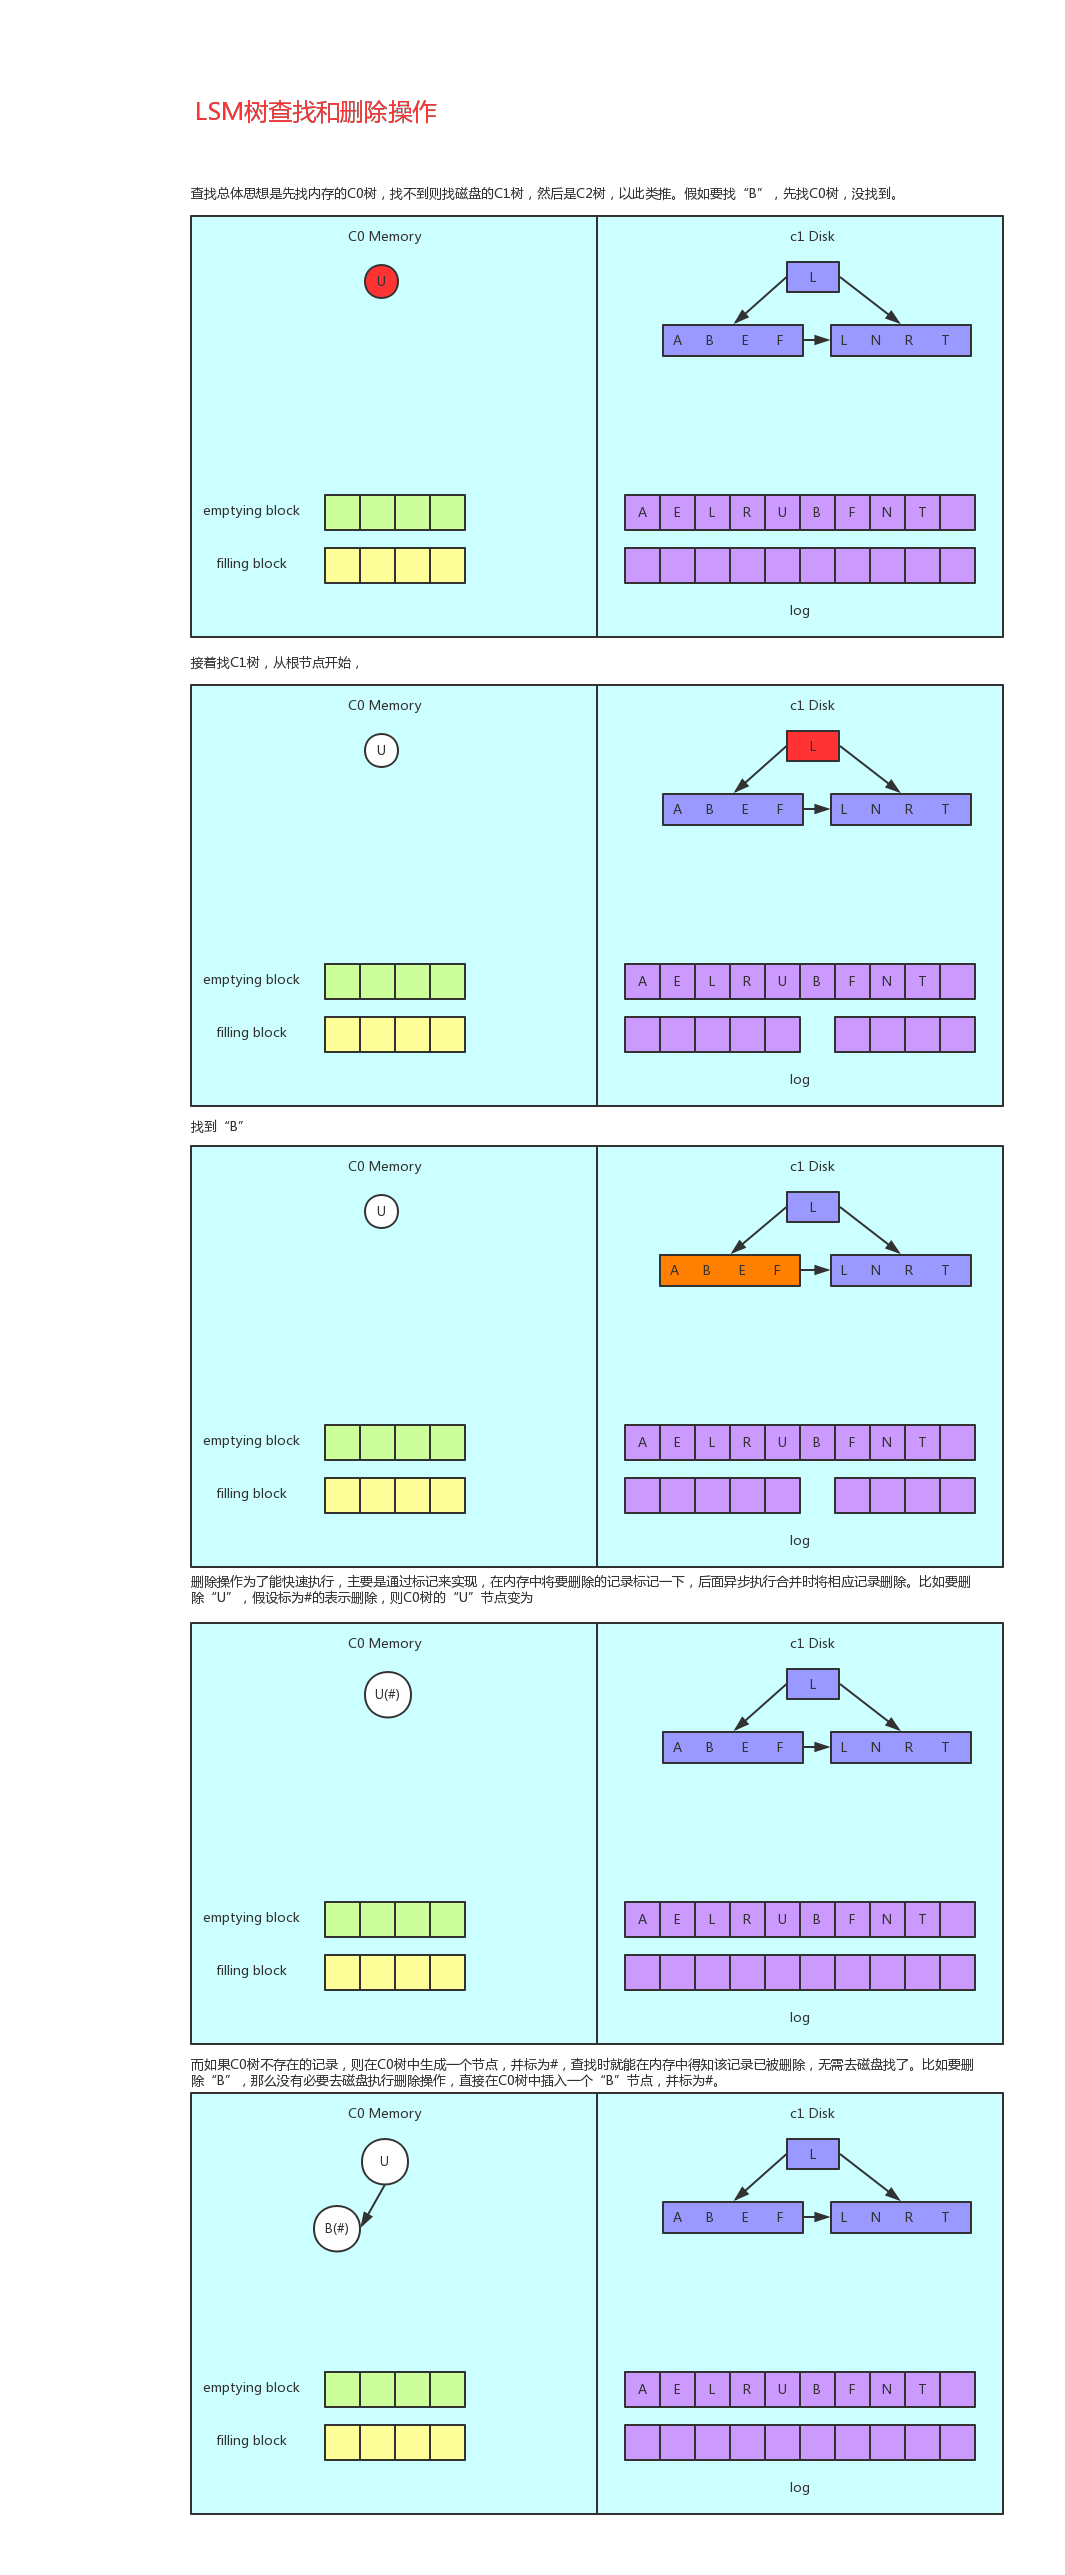 LSM树查找和删除操作
查找总体思想是先找内存的C0树，找不到则找磁盘的C1树，然后是C2树，以此类推。假如要找“B”，先找C0树，没找到。
C0 Memory
c1 Disk
U
L
A B E F
L N R T
emptying block
A E L R U B F N T
filling block
log
接着找C1树，从根节点开始，
C0 Memory
c1 Disk
U
L
A B E F
L N R T
emptying block
A E L R U B F N T
filling block
log
找到“B”
C0 Memory
c1 Disk
U
L
A B E F
L N R T
emptying block
A E L R U B F N T
filling block
log
删除操作为了能快速执行，主要是通过标记来实现，在内存中将要删除的记录标记一下，后面异步执行合并时将相应记录删除。比如要删
除“U”，假设标为#的表示删除，则C0树的“U”节点变为
C0 Memory
c1 Disk
U(#)
L
A B E F
L N R T
emptying block
A E L R U B F N T
filling block
log
而如果C0树不存在的记录，则在C0树中生成一个节点，并标为#，查找时就能在内存中得知该记录已被删除，无需去磁盘找了。比如要删
除“B”，那么没有必要去磁盘执行删除操作，直接在C0树中插入一个“B”节点，并标为#。
C0 Memory
c1 Disk
U
L
B(#)
A B E F
L N R T
emptying block
A E L R U B F N T
filling block
log